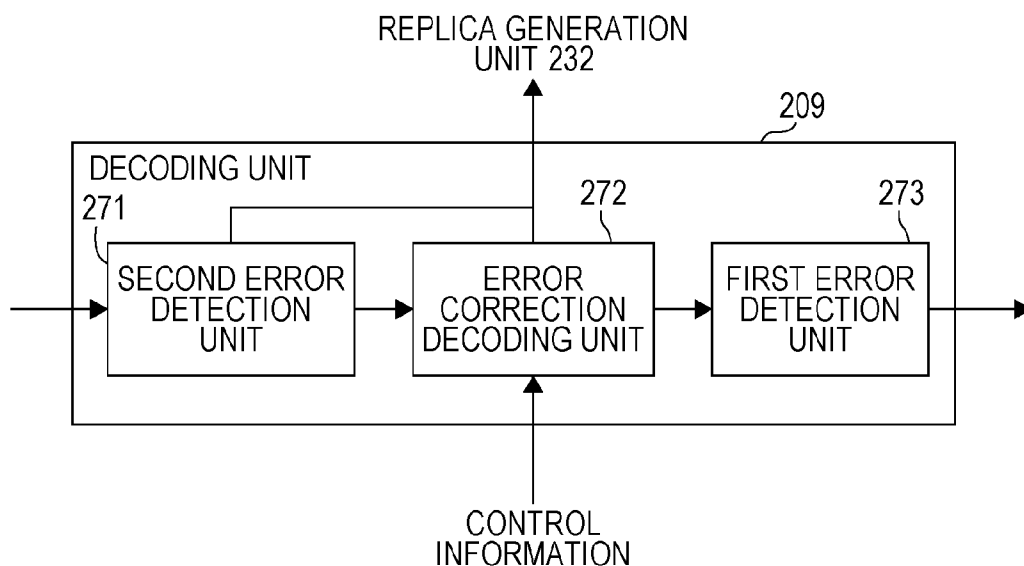 REPLICA GENERATION
UNIT 232
209
DECODING UNIT
271
272
273
SECOND ERROR
DETECTION
UNIT
ERROR
CORRECTION
DECODING UNIT
FIRST ERROR
DETECTION
UNIT
CONTROL
INFORMATION